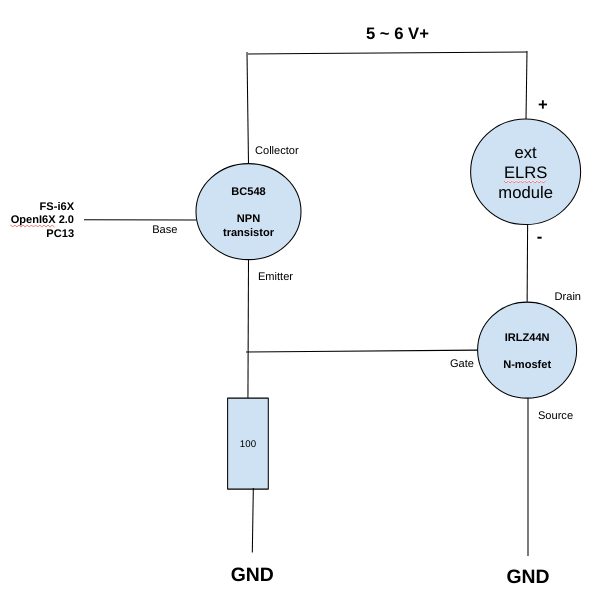 5 ~ 6 V+
+
Collector
ext
ELRS
module
BC548
NPN
transistor
FS-i6X
OpenI6X 2.0
PC13
Base
-
Emitter
Drain
IRLZ44N
N-mosfet
Gate
Source
100
GND
GND